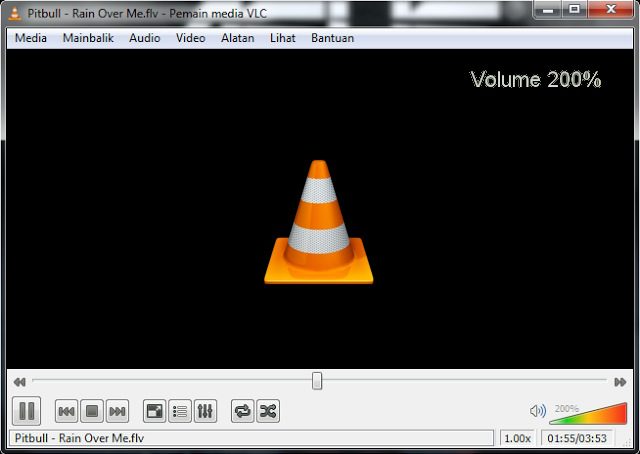 Pitbull - Rain Over Me.flv - Pemain media VLC
Media Mainbalik Audio Video Alatan Lihat Bantuan
Volume 200%
200%
Pitbull - Rain Over Me.flv 1.00x 01:55/03:53